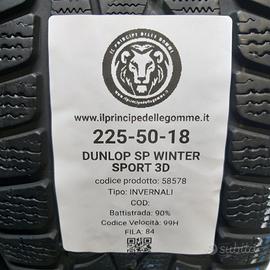 IL PRINCIPE DELLE GOMME
www.ilprincipedellegomme.it
225-50-18
DUNLOP SP WINTER
SPORT 3D
codice prodotto: 58578
Tipo: INVERNALI
COD:
Battistrada: 90%
Codice Velocità: 99H
FILA: 84
subito